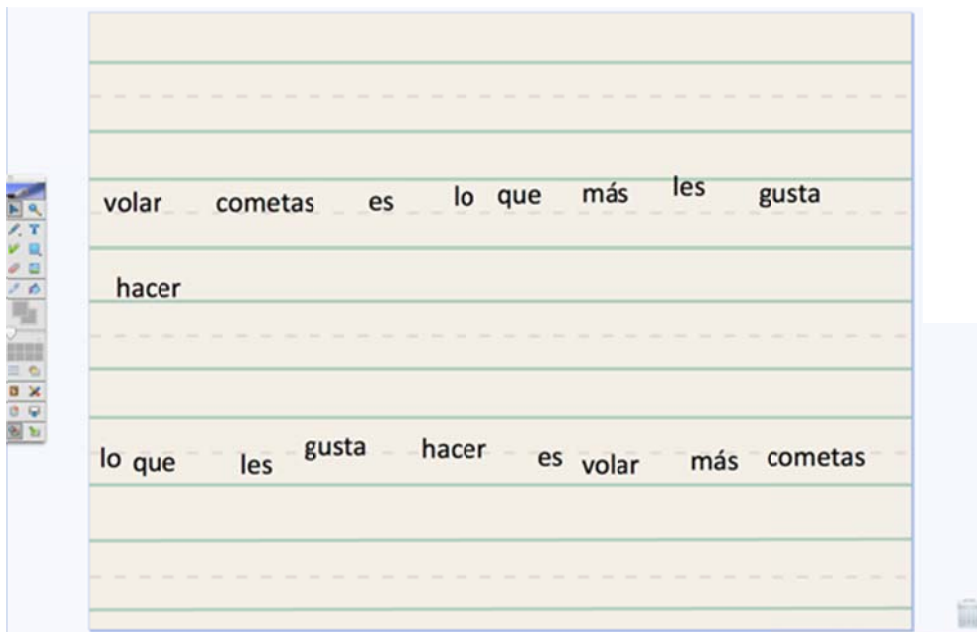 volar cometas es lo que más les gusta
hacer
lo que les gusta hacer es volar más cometas